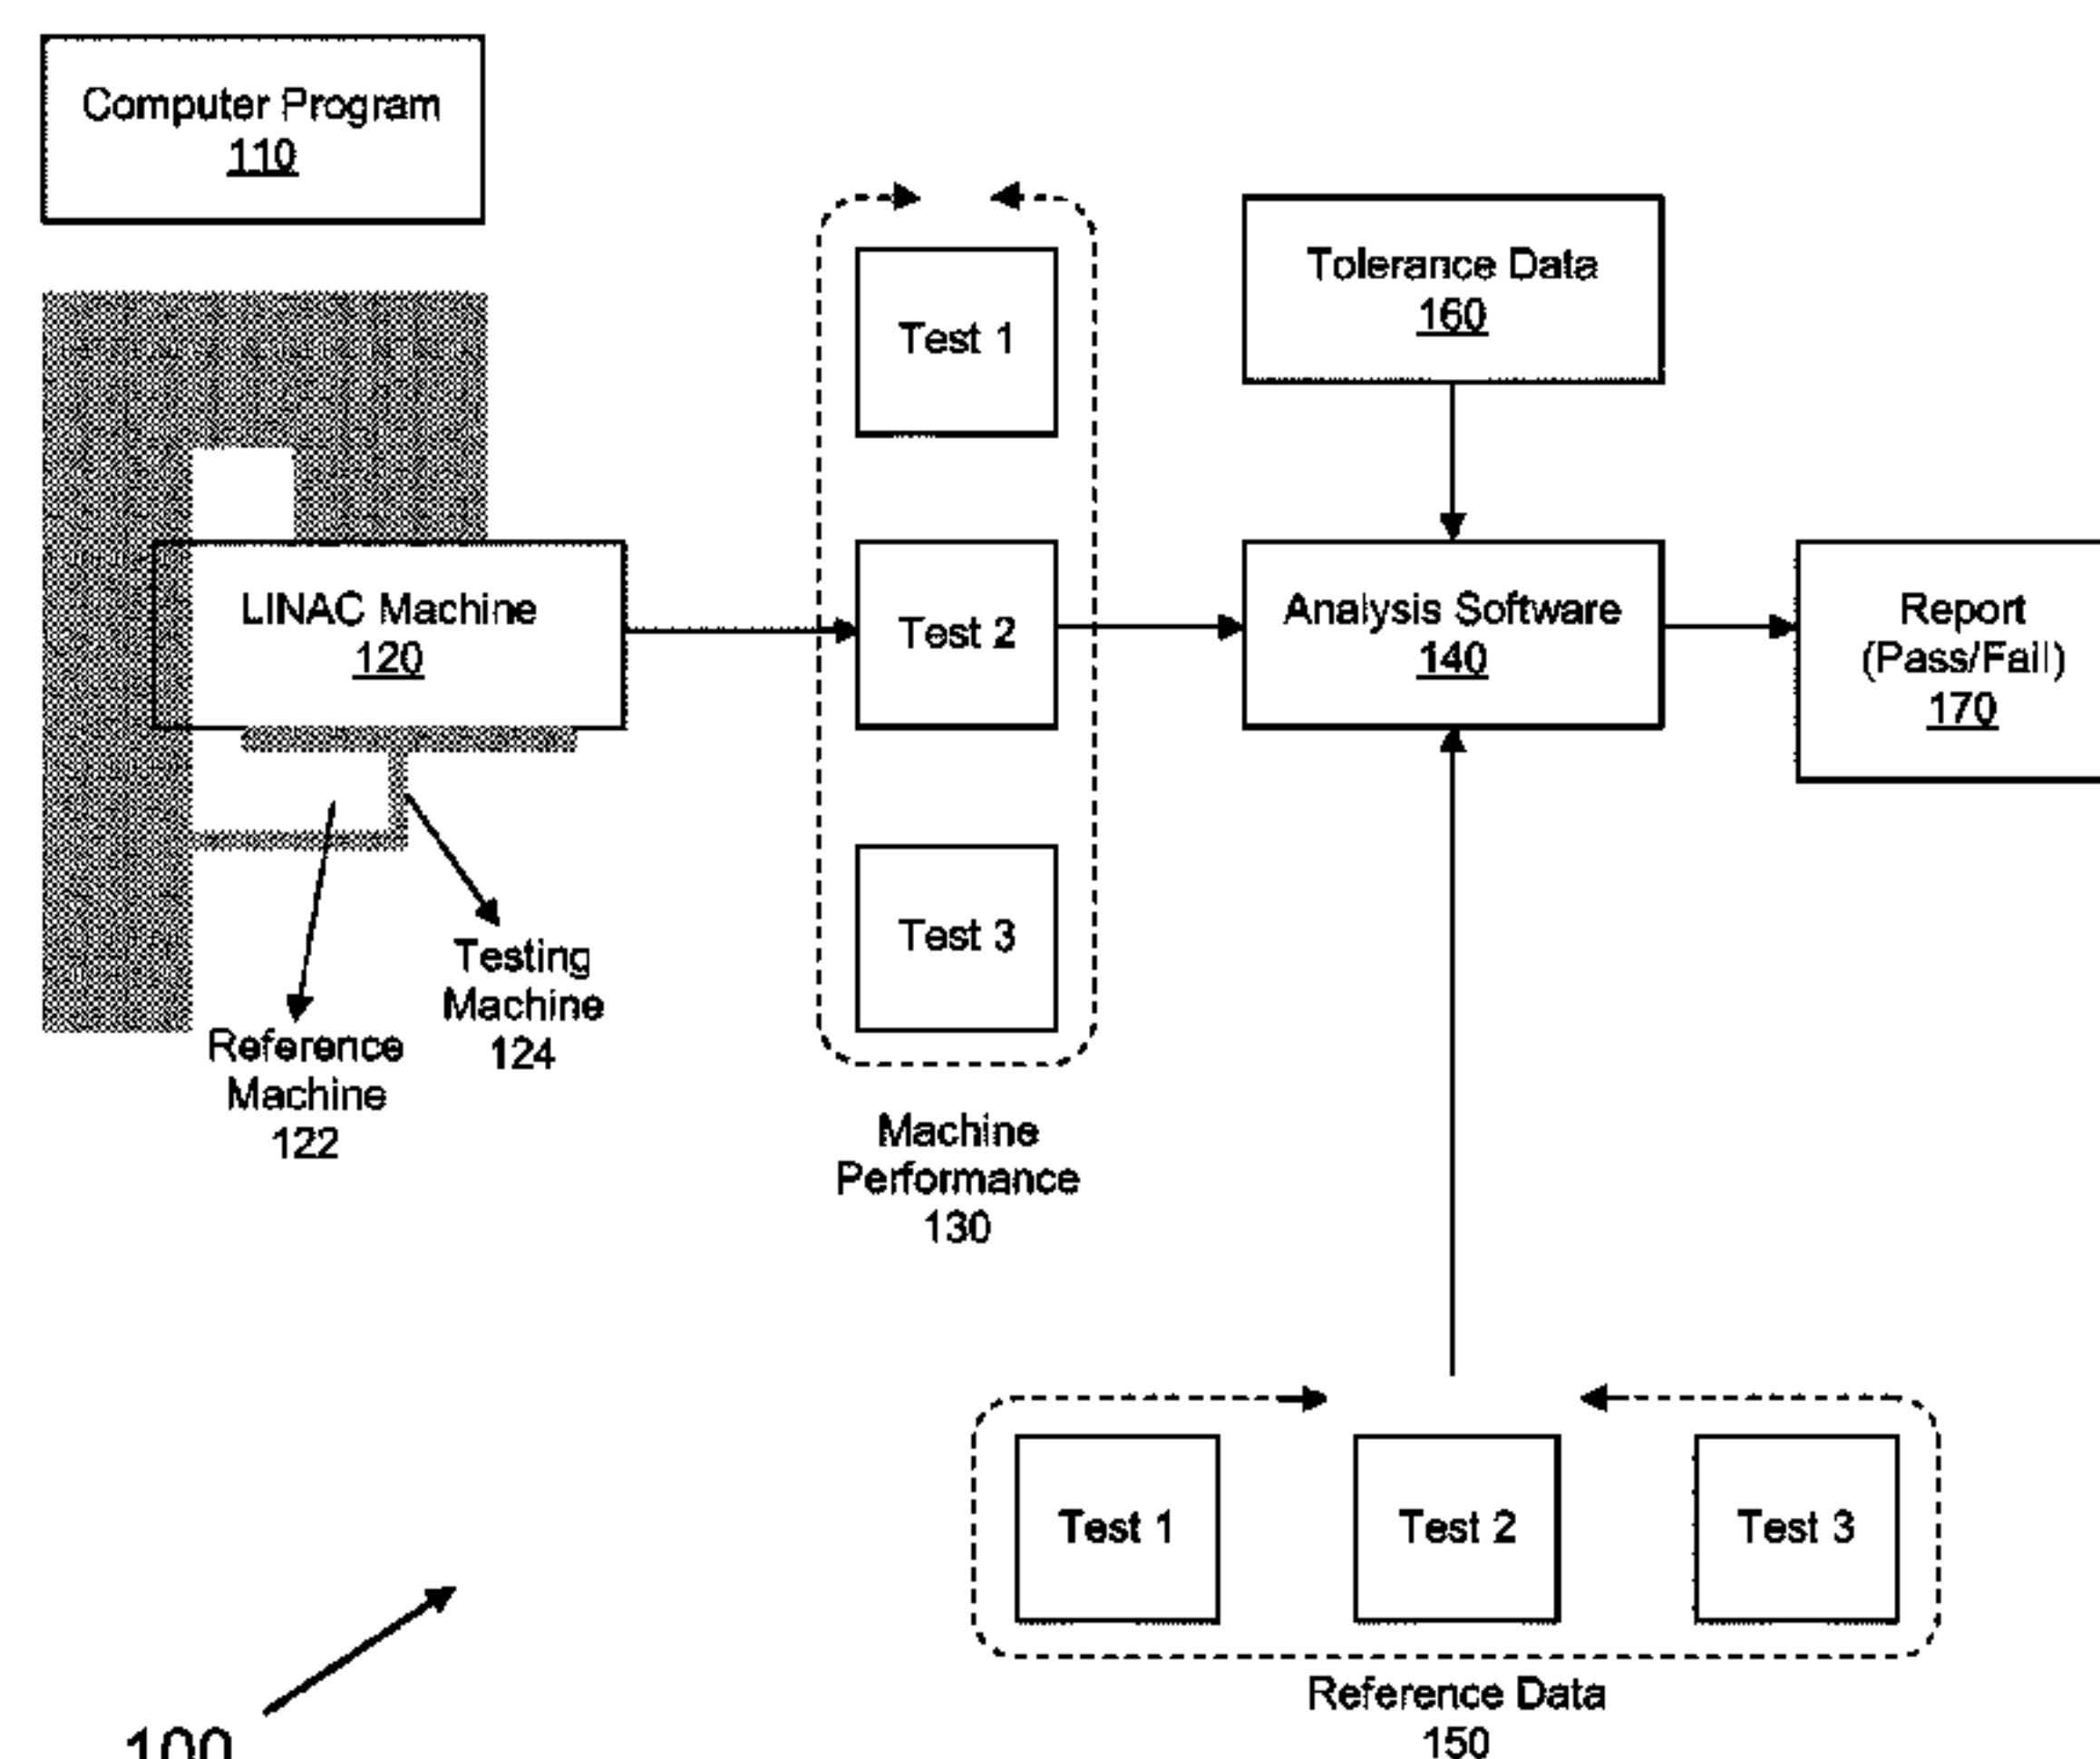 Computer Program
110
Test 1
Tolerance Data
160
LINAC Machine
120
Test 2
Analysis Software
140
Report
(Pass/Fail)
170
Test 3
Testing
Machine
124
Reference
Machine
122
Machine
Performance
130
Test 1
Test 2
Test 3
Reference Data
150
100